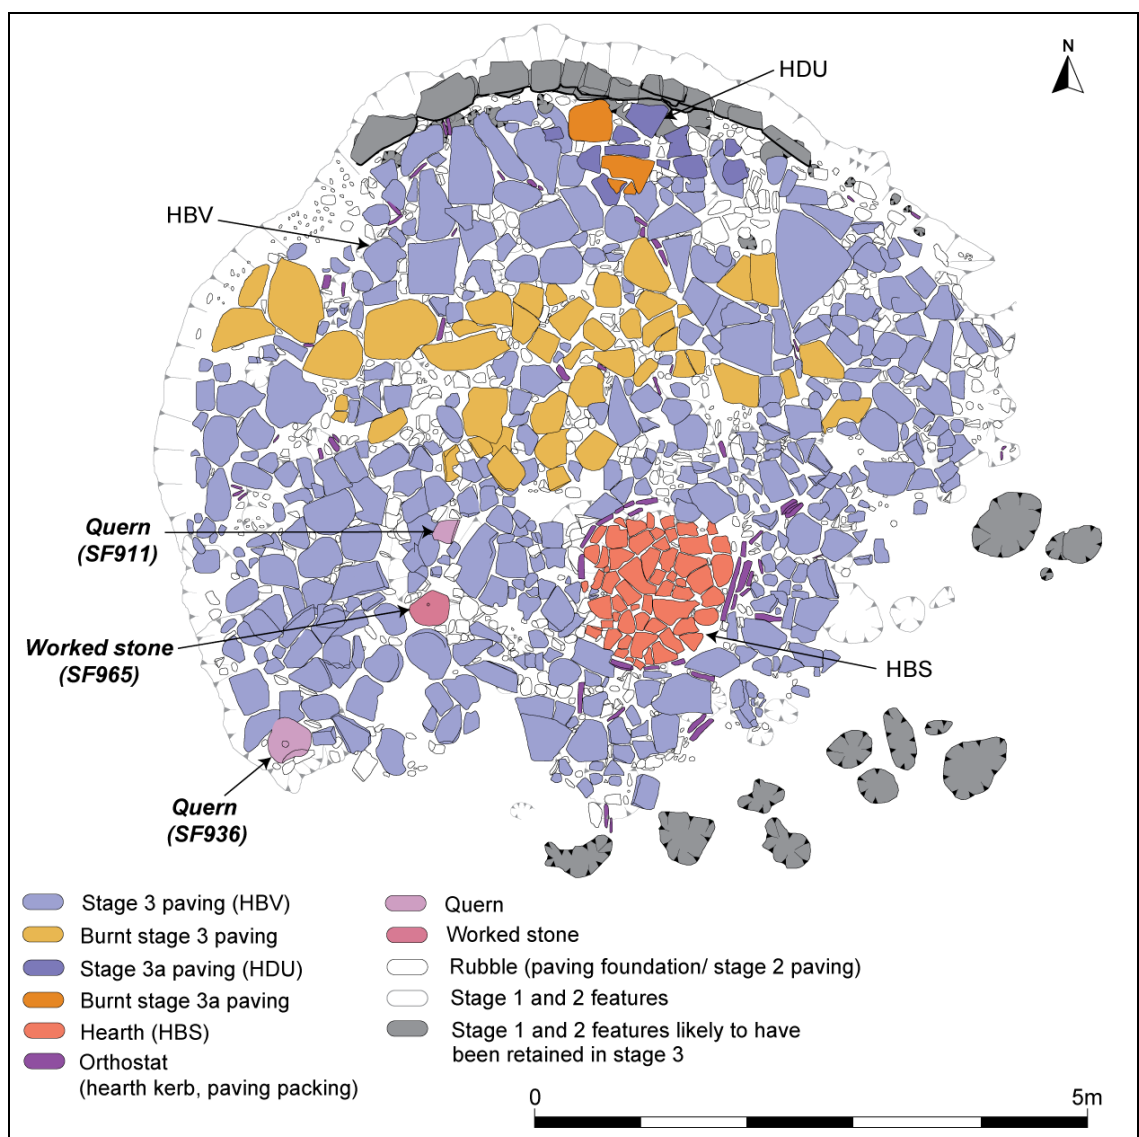 N
HDU
HBV
Quern
(SF911)
Worked stone
(SF965)
HBS
Quern
(SF936)
Stage 3 paving (HBV)
Burnt stage 3 paving
Stage 3a paving (HDU)
Burnt stage 3a paving
Hearth (HBS)
Orthostat
(hearth kerb, paving packing)
Quern
Worked stone
Rubble (paving foundation/ stage 2 paving)
Stage 1 and 2 features
Stage 1 and 2 features likely to have
been retained in stage 3
0 5m